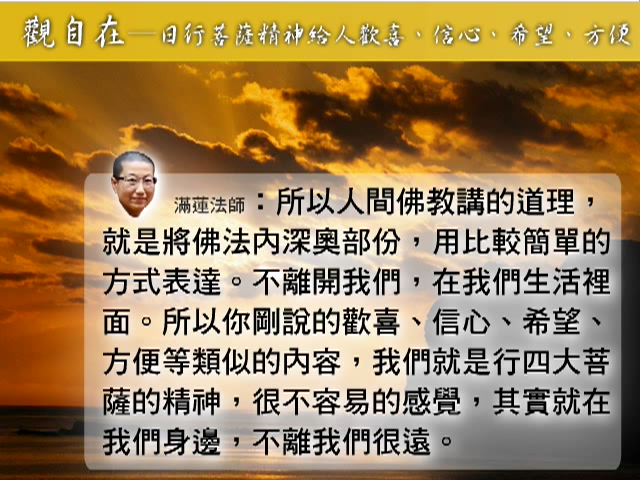 觀自在─日行菩薩精神給人歡喜、信心、希望、方便
滿蓮法師：所以人間佛教講的道理，
就是將佛法內深奧部份，用比較簡單的
方式表達。不離開我們，在我們生活裡
面。所以你剛說的歡喜、信心、希望、
方便等類似的內容，我們就是行四大菩
薩的精神，很不容易的感覺，其實就在
我們身邊，不離我們很遠。